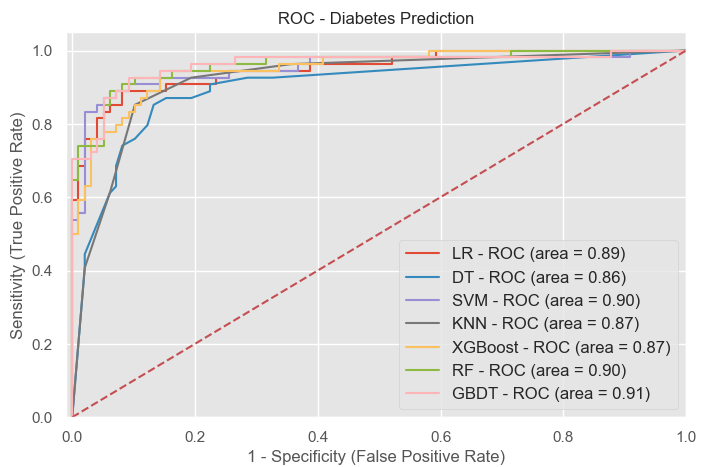 ROC - Diabetes Prediction
Sensitivity (True Positive Rate)
1.0
0.8
0.6
0.4
0.2
0.0
LR - ROC (area = 0.89)
DT - ROC (area = 0.86)
SVM - ROC (area = 0.90)
KNN - ROC (area = 0.87)
XGBoost - ROC (area = 0.87)
RF - ROC (area = 0.90)
GBDT - ROC (area = 0.91)
0.0 0.2 0.4 0.6 0.8 1.0
1 - Specificity (False Positive Rate)